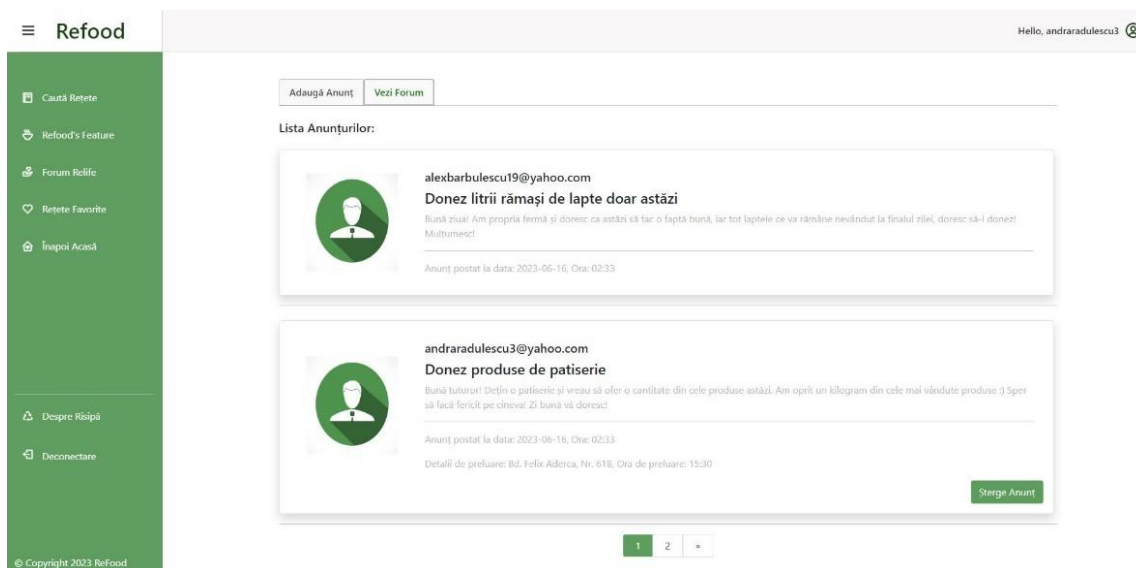 Refood
Hello, andraradulescu3
Caută Rețete
Refood's Feature
Forum Relife
Rețete Favorite
Înapoi Acasă
Despre Risipă
Deconectare
© Copyright 2023 ReFood
Adaugă Anunț
Vezi Forum
Lista Anunțurilor:
alexbarbulescu19@yahoo.com
Donez litrii rămași de lapte doar astăzi
Bună ziua! Am propria fermă și doresc ca astăzi să fac o faptă bună, iar tot laptele ce va rămâne nevândut la finalul zilei, doresc să-l donez!
Mulțumesc!
Anunț postat la data: 2023-06-16, Ora: 02:33
andraradulescu3@yahoo.com
Donez produse de patiserie
Bună tuturor! Dețin o patiserie și vreau să ofer o cantitate din cele produse astăzi. Am oprit un kilogram din cele mai vândute produse :) Sper
să facă fericit pe cineva! Zi bună vă doresc!
Anunț postat la data: 2023-06-16, Ora: 02:33
Detalii de preluare: Bd. Felix Aderca, Nr. 61B, Ora de preluare: 15:30
Șterge Anunț
1 2 »